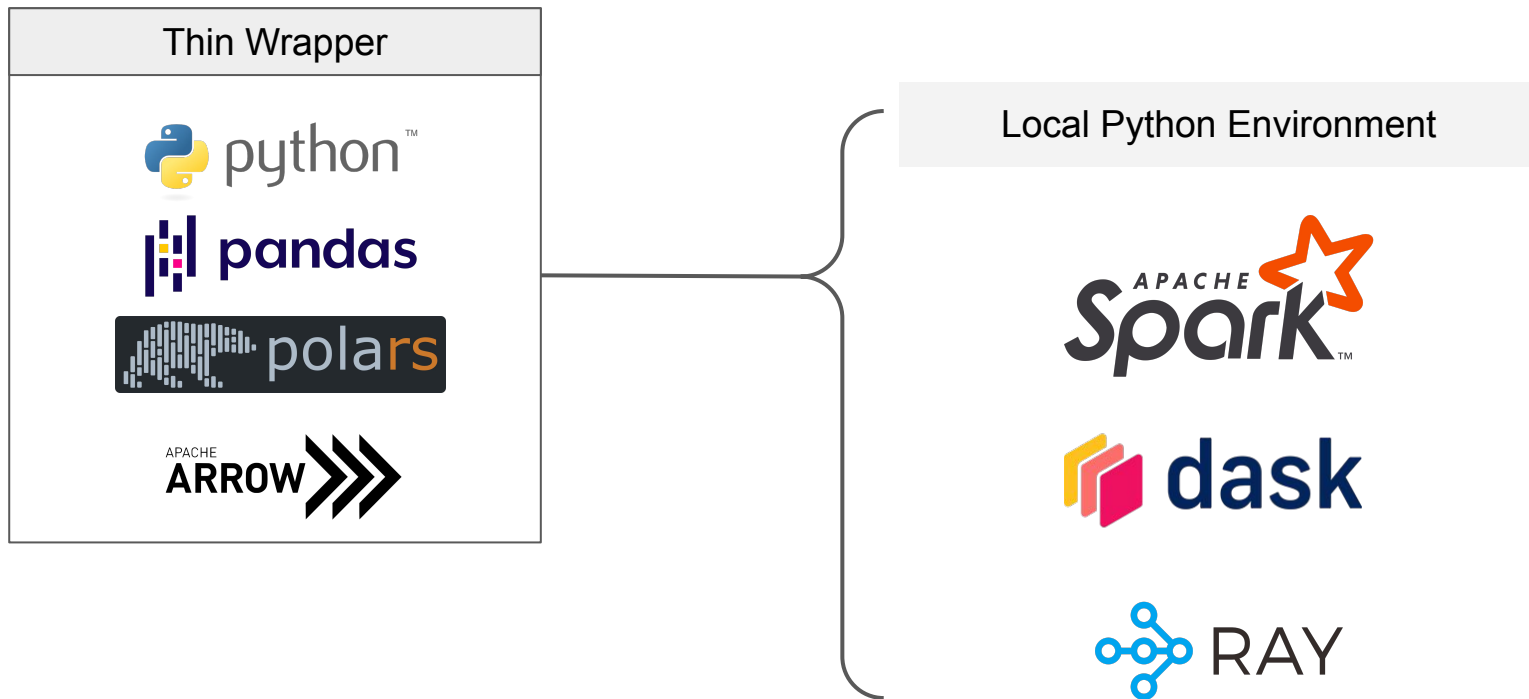 Thin Wrapper
python™
pandas
polars
APACHE
ARROW
Local Python Environment
APACHE
Spark™
dask
RAY